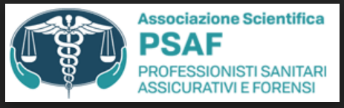 Associazione Scientifica
PSAF
PROFESSIONISTI SANITARI
ASSICURATIVI E FORENSI